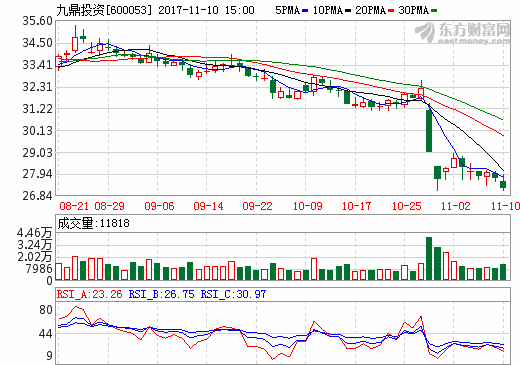 九鼎投资[600053] 2017-11-10 15:00 5PMA 10PMA 20PMA 30PMA
东方财富网
eastmoney.com
35.60
34.50
33.41
32.31
31.22
30.13
29.03
27.94
26.84
08-21 08-29 09-06 09-14 09-22 10-09 10-17 10-25 11-02 11-10
成交量:11818
4.46万
3.24万
2.02万
7986
0
RSI_A:23.26 RSI_B:26.75 RSI_C:30.97
80
44
9